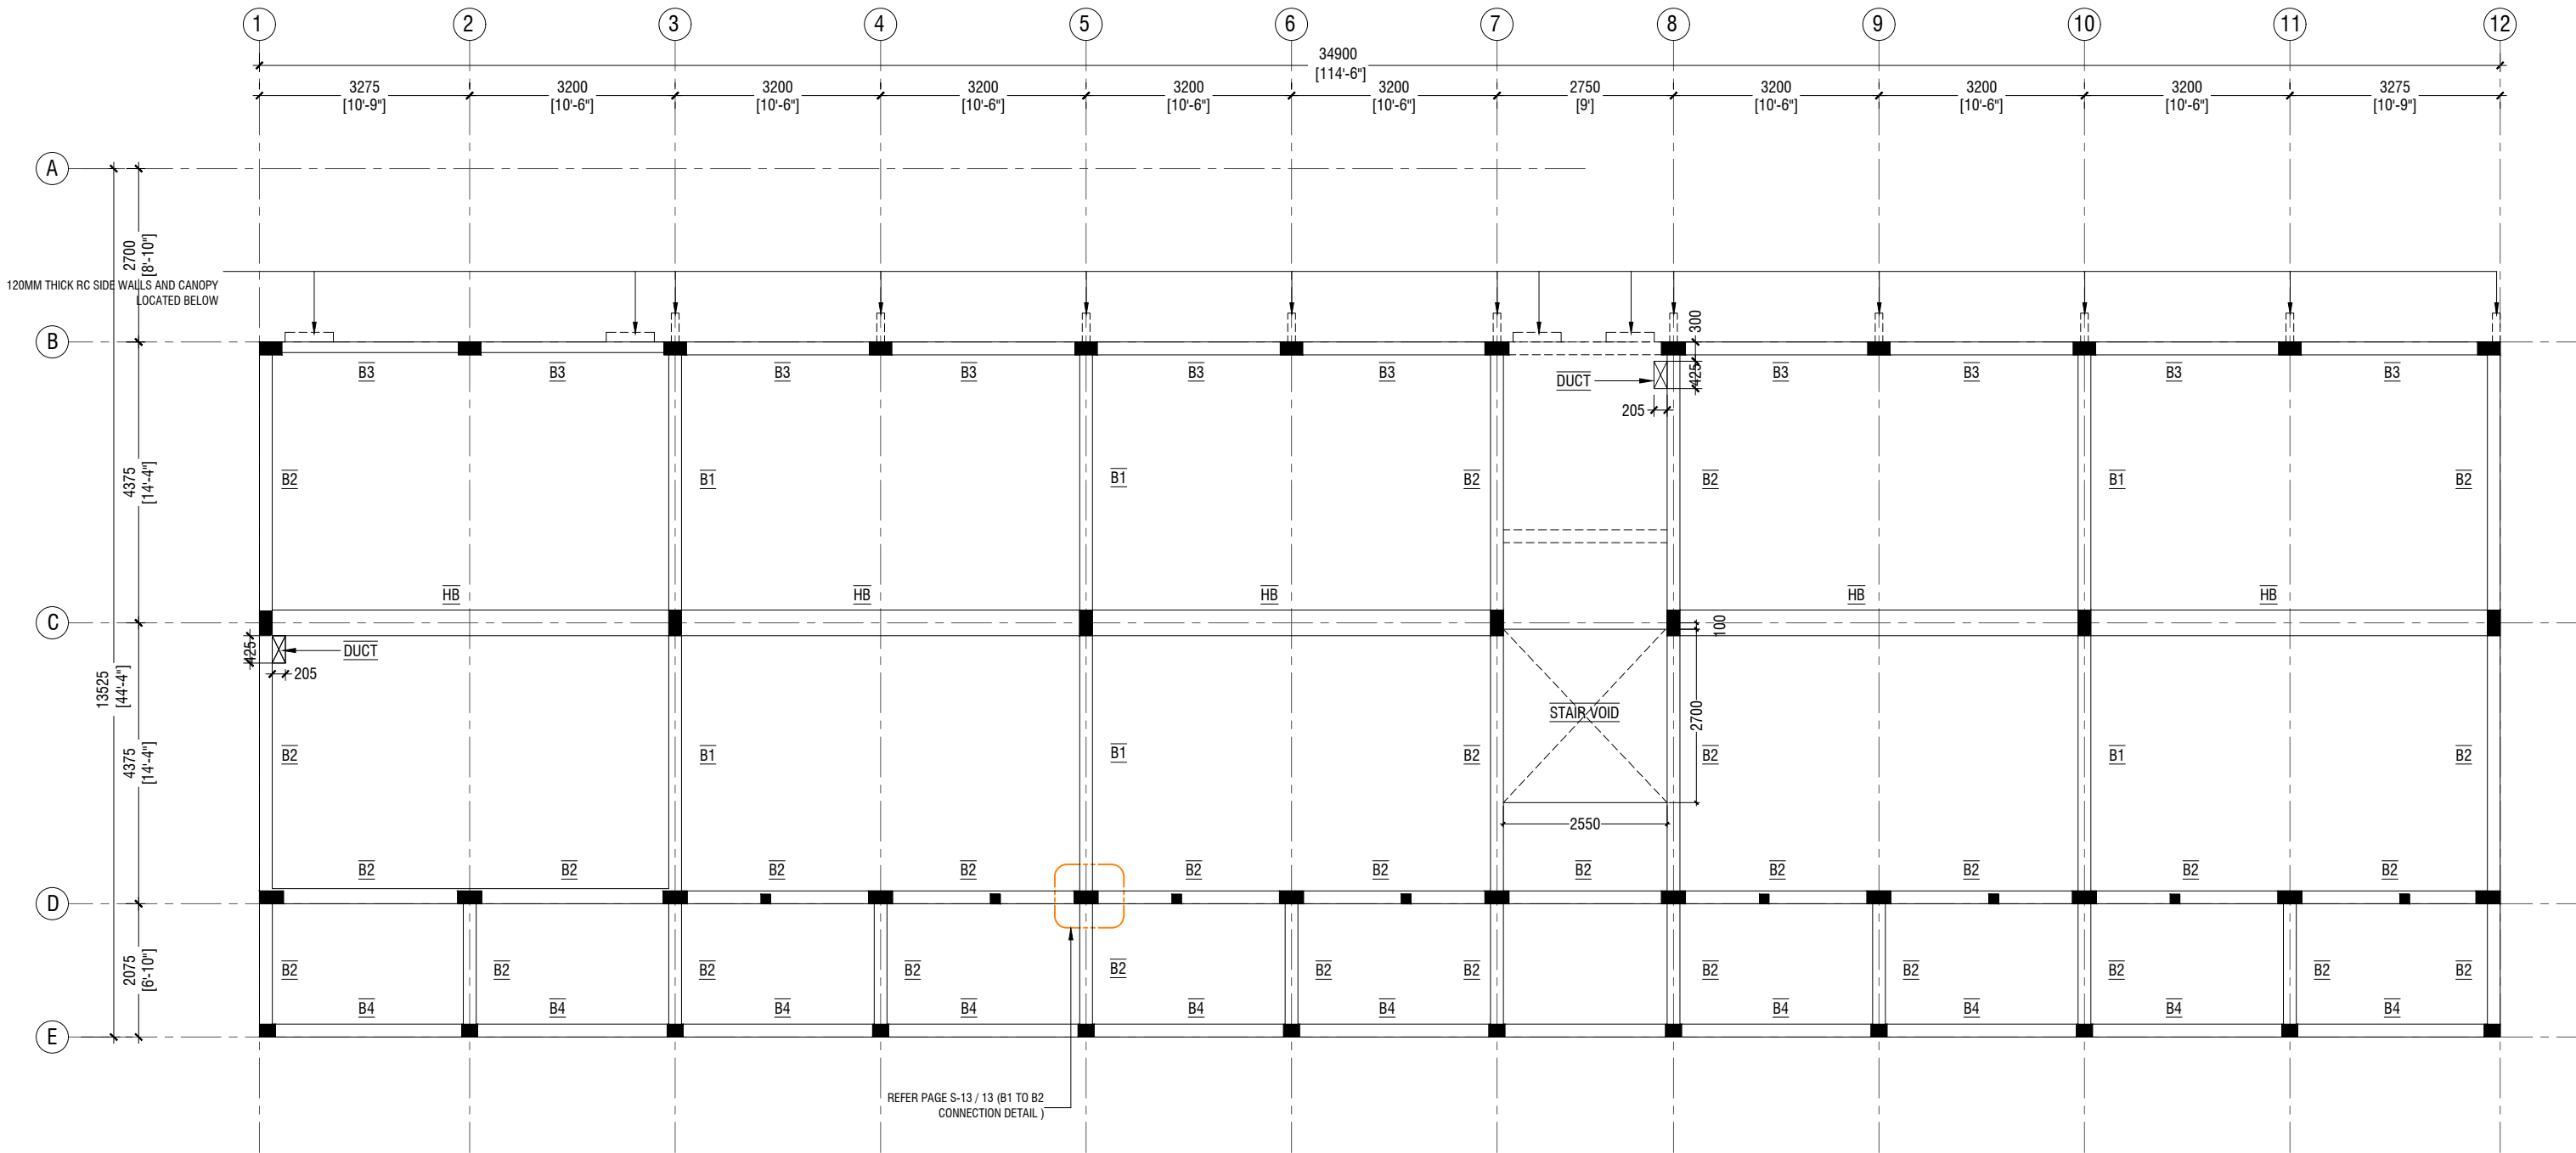 1 2 3 4 5 6 7 8 9 10 11 12
34900
[114'-6"]
3275 3200 3200 3200 3200 3200 2750 3200 3200 3200 3275
[10'-9"] [10'-6"] [10'-6"] [10'-6"] [10'-6"] [10'-6"] [9'] [10'-6"] [10'-6"] [10'-6"] [10'-9"]
A
2700
[8'-10"]
120MM THICK RC SIDE WALLS AND CANOPY
LOCATED BELOW
B
300
B3 B3 B3 B3 B3 B3 DUCT 425 B3 B3 B3 B3
205
4375
[14'-4"]
B2 B1 B1 B2 B2 B1 B2
HB HB HB HB HB
C
100
425 DUCT
205
13525
[44'-4"]
STAIR VOID
2700
4375
[14'-4"]
B2 B1 B1 B2 B2 B1 B2
2550
B2 B2 B2 B2 B2 B2 B2 B2 B2 B2 B2
D
2075
[6'-10"]
B2 B2 B2 B2 B2 B2 B2 B2 B2 B2 B2 B2
B4 B4 B4 B4 B4 B4 B4 B4 B4 B4
E
REFER PAGE S-13 / 13 (B1 TO B2
CONNECTION DETAIL )